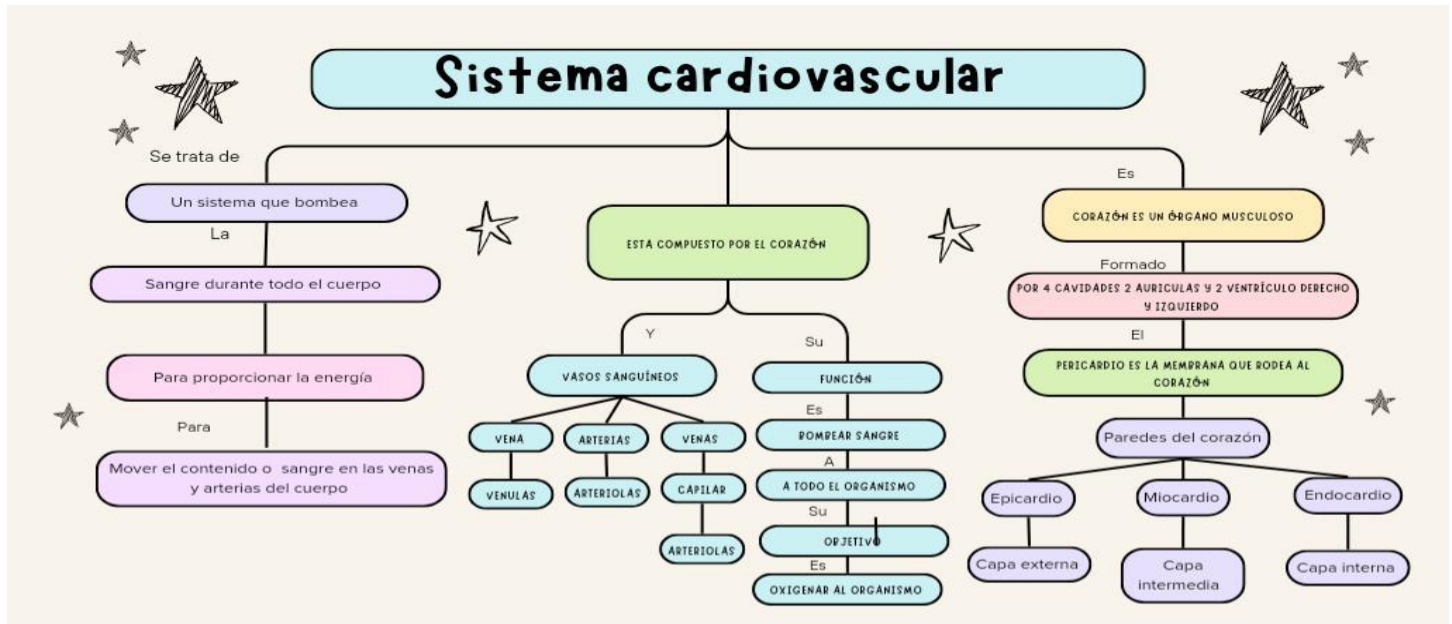 Sistema cardiovascular
Se trata de
Un sistema que bombea
La
Sangre durante todo el cuerpo
Para proporcionar la energía
Para
Mover el contenido o sangre en las venas
y arterias del cuerpo
ESTA COMPUESTO POR EL CORAZÓN
Y
VASOS SANGUÍNEOS
VENA
VENULAS
ARTERIAS
ARTERIOLAS
VENAS
CAPILAR
ARTERIOLAS
Su
FUNCIÓN
Es
BOMBEAR SANGRE
A
A TODO EL ORGANISMO
Su
OBJETIVO
Es
OXIGENAR AL ORGANISMO
Es
CORAZÓN ES UN ÓRGANO MUSCULOSO
Formado
POR 4 CAVIDADES 2 AURICULAS Y 2 VENTRÍCULO DERECHO
Y IZQUIERDO
El
PERICARDIO ES LA MEMBRANA QUE RODEA AL
CORAZÓN
Paredes del corazón
Epicardio
Capa externa
Miocardio
Capa
intermedia
Endocardio
Capa interna